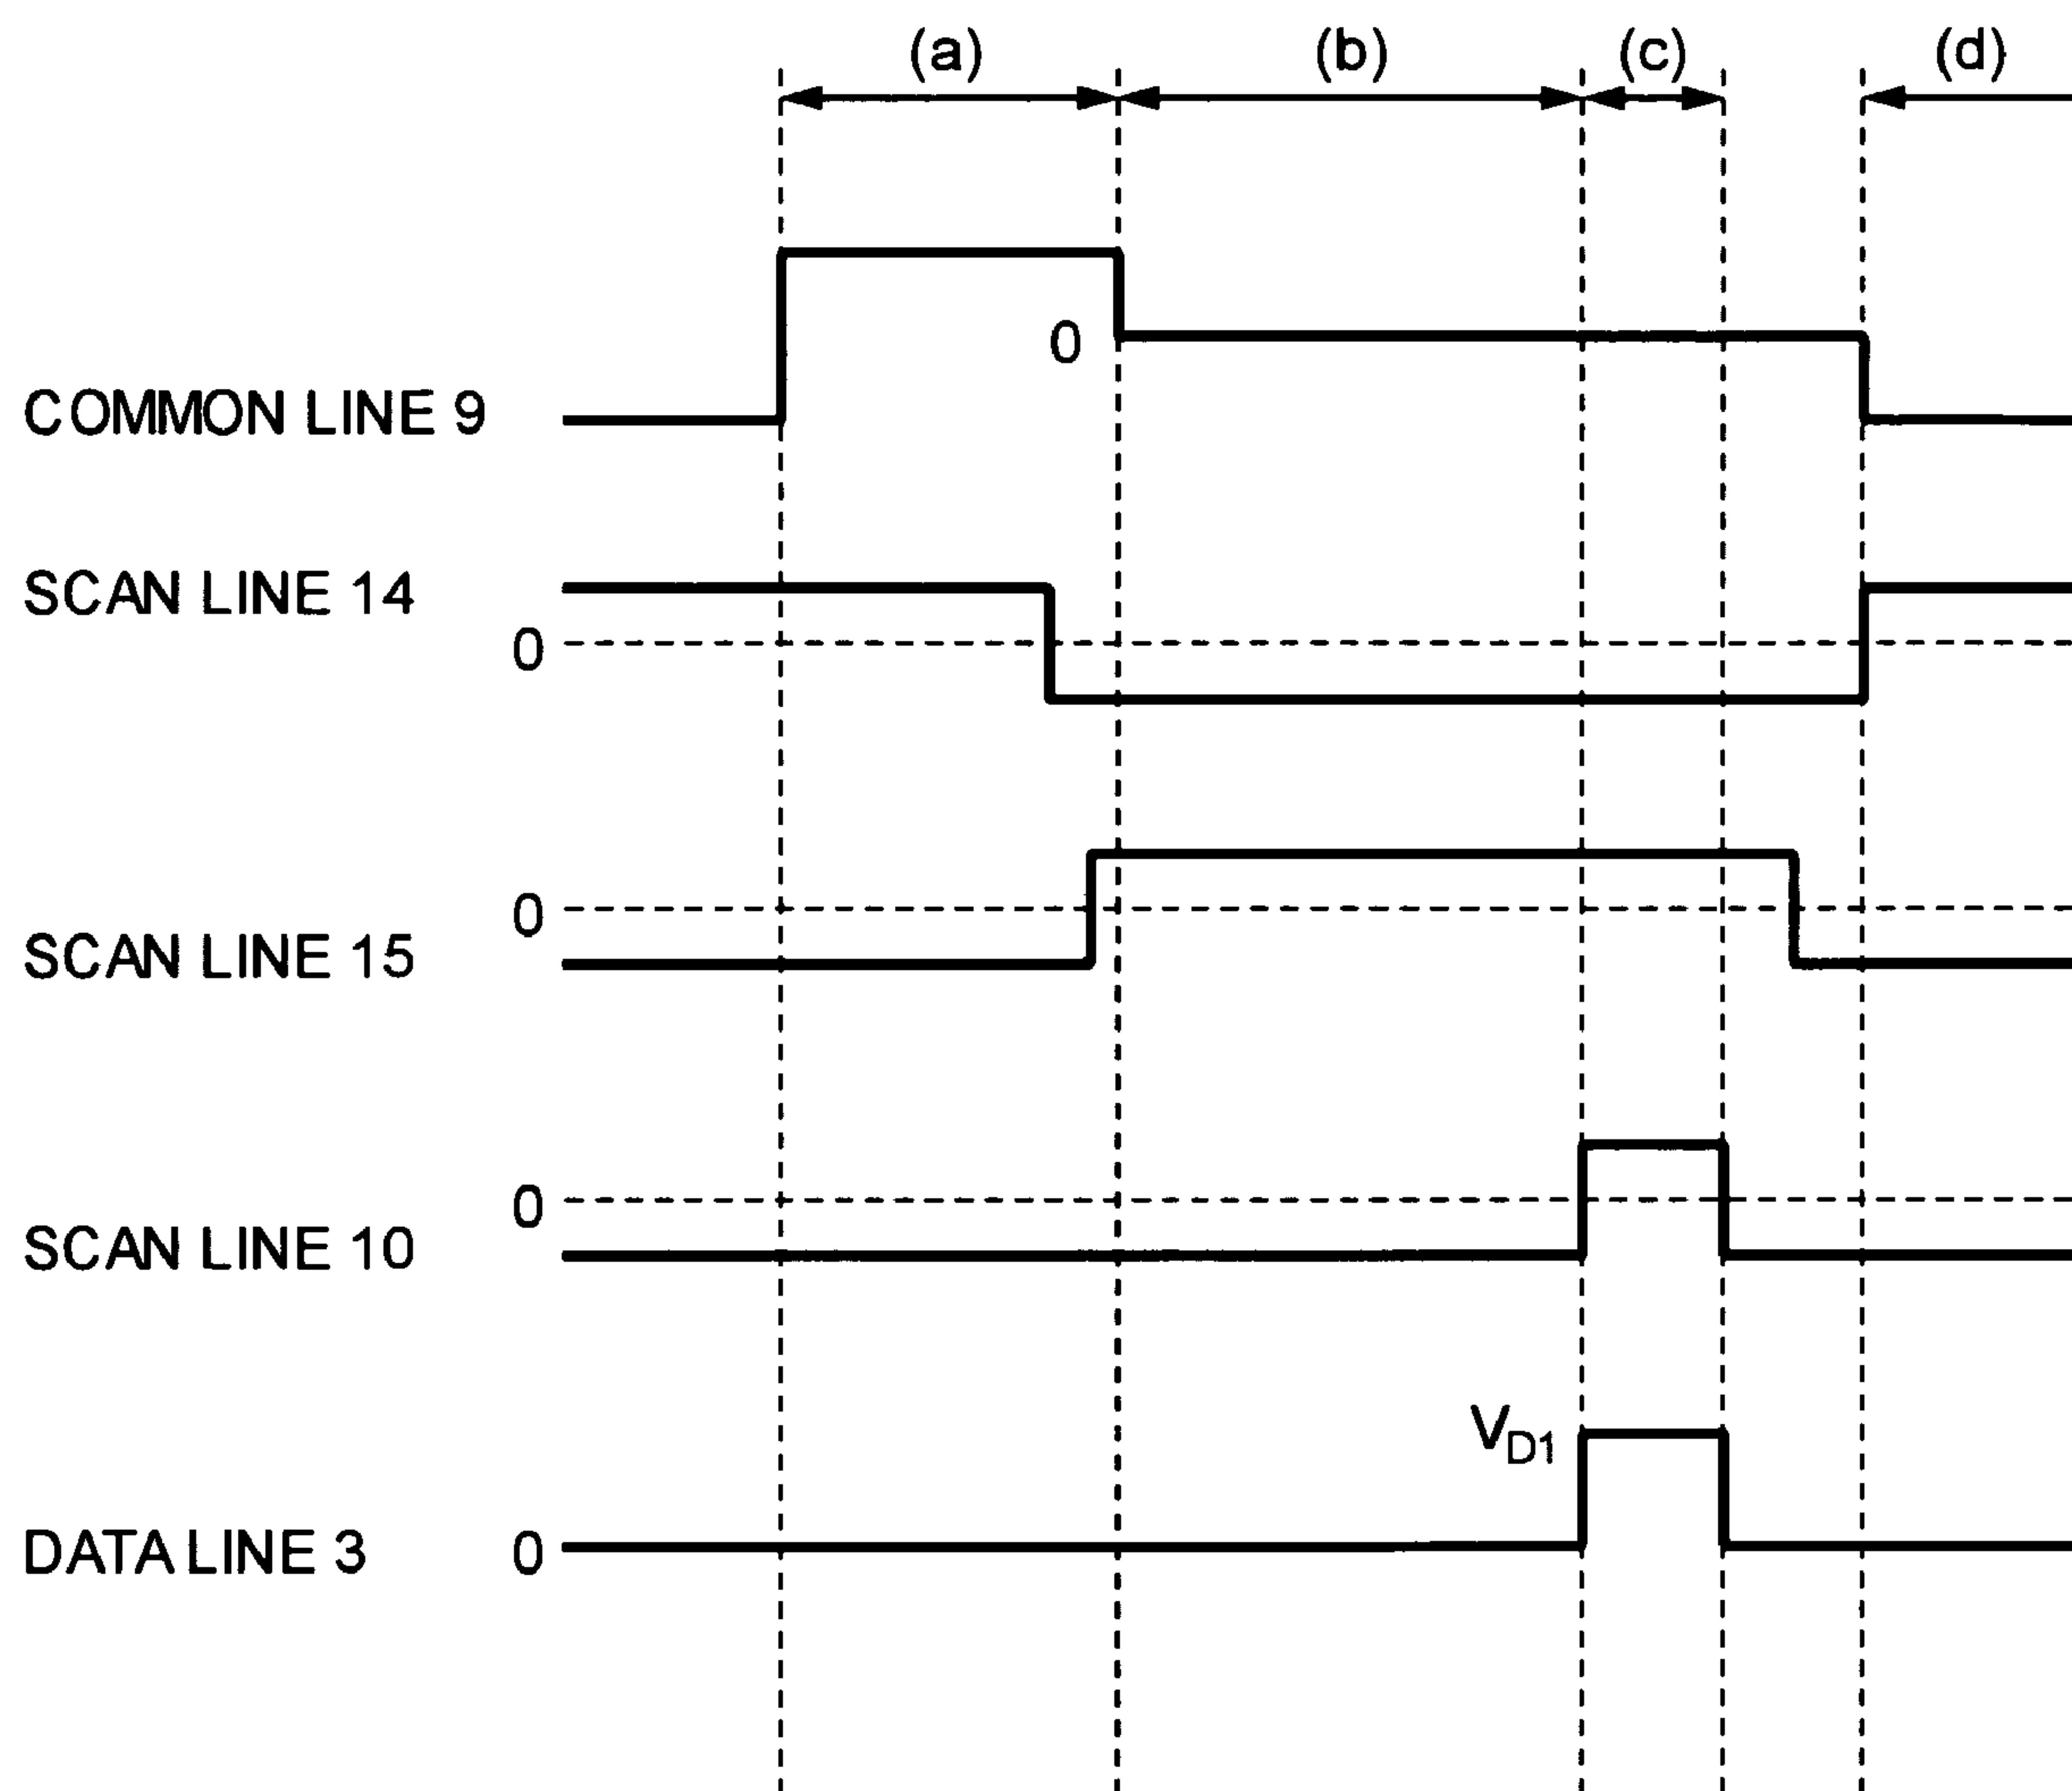 (a) (b) (c) (d)
0
COMMON LINE 9
SCAN LINE 14
0
0
SCAN LINE 15
0
SCAN LINE 10
VD1
DATA LINE 3 0